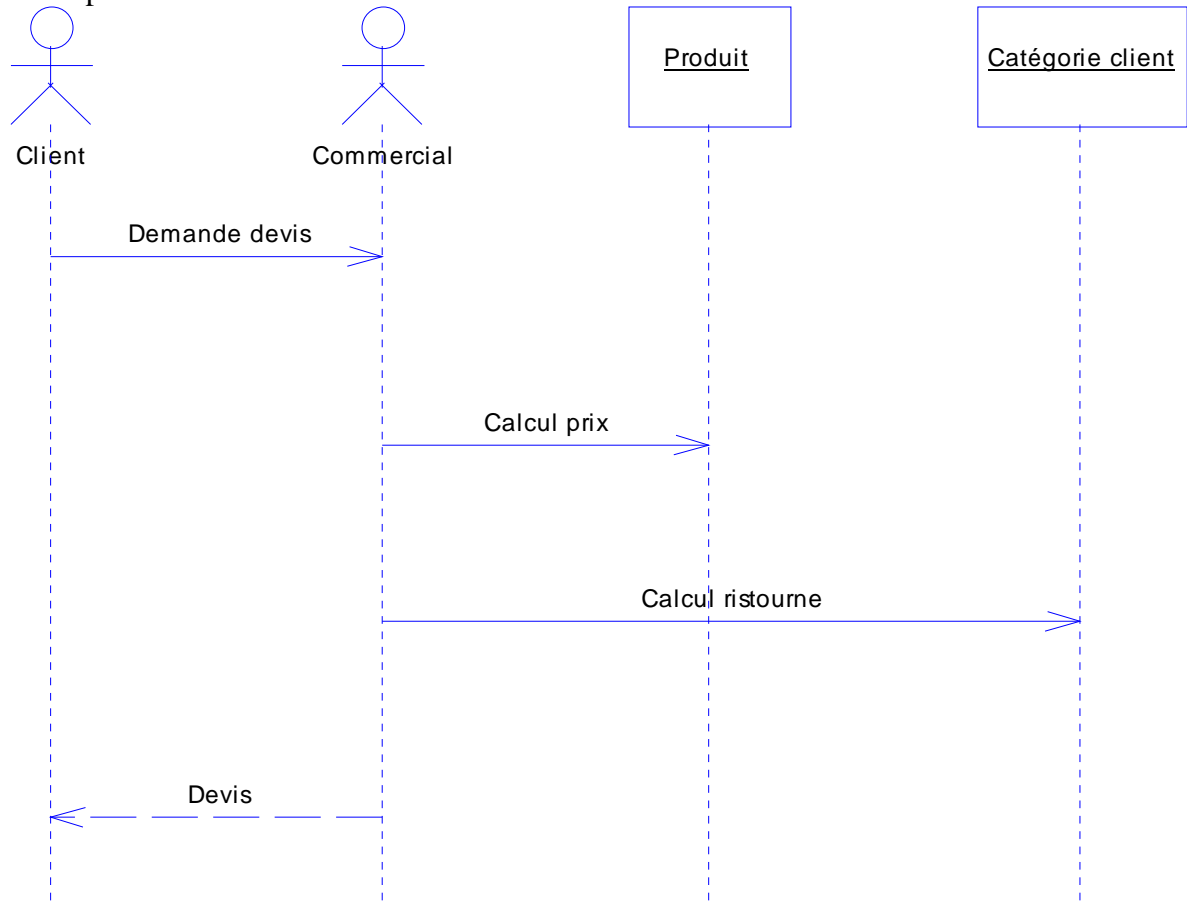 Produit
Catégorie client
Client
Commercial
Demande devis
Calcul prix
Calcul ristourne
Devis